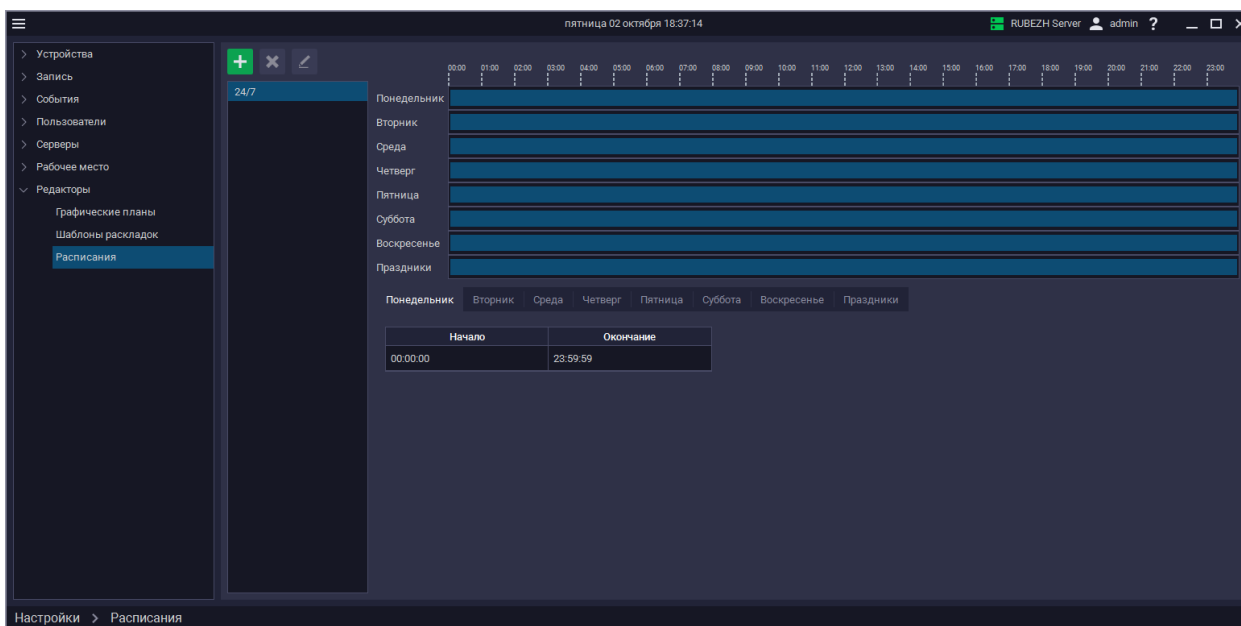 пятница 02 октября 18:37:14 RUBEZH Server admin ?
Устройства
Запись
События
Пользователи
Серверы
Рабочее место
Редакторы
Графические планы
Шаблоны раскладок
Расписания
24/7
00:00 01:00 02:00 03:00 04:00 05:00 06:00 07:00 08:00 09:00 10:00 11:00 12:00 13:00 14:00 15:00 16:00 17:00 18:00 19:00 20:00 21:00 22:00 23:00
Понедельник
Вторник
Среда
Четверг
Пятница
Суббота
Воскресенье
Праздники
Понедельник Вторник Среда Четверг Пятница Суббота Воскресенье Праздники
Начало Окончание
00:00:00 23:59:59
Настройки > Расписания